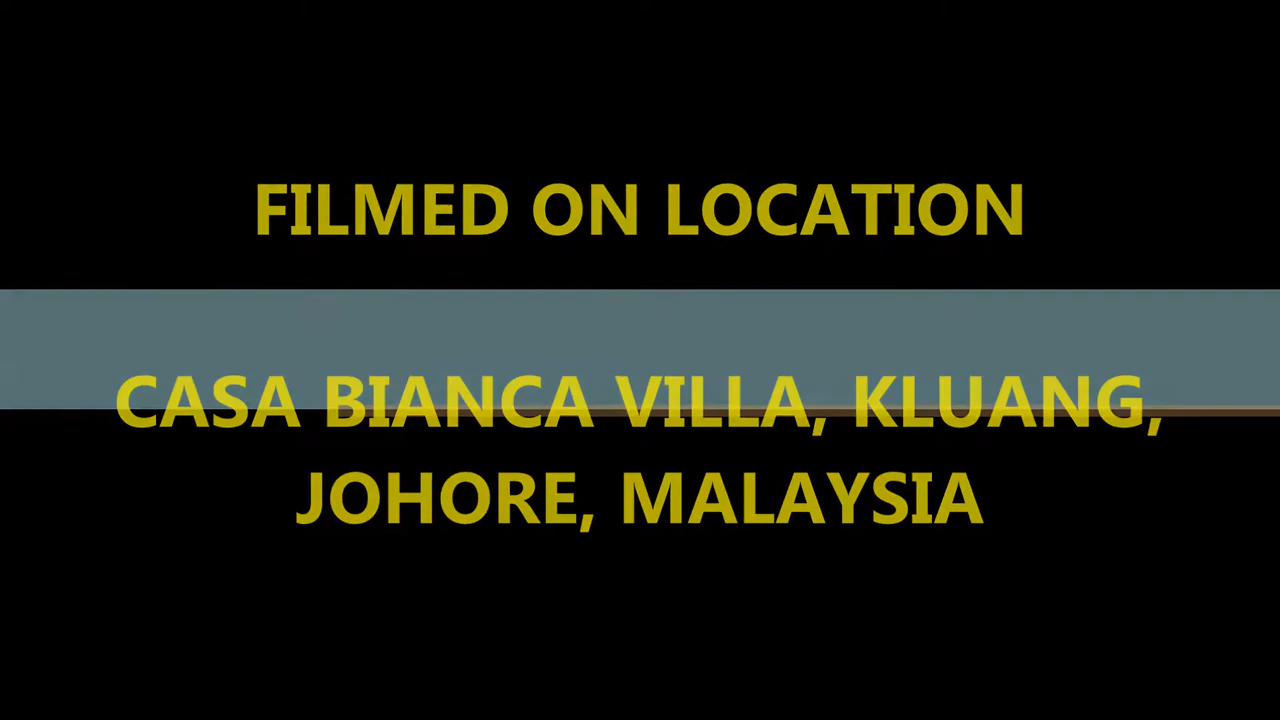 FILMED ON LOCATION
CASA BIANCA VILLA, KLUANG,
JOHORE, MALAYSIA